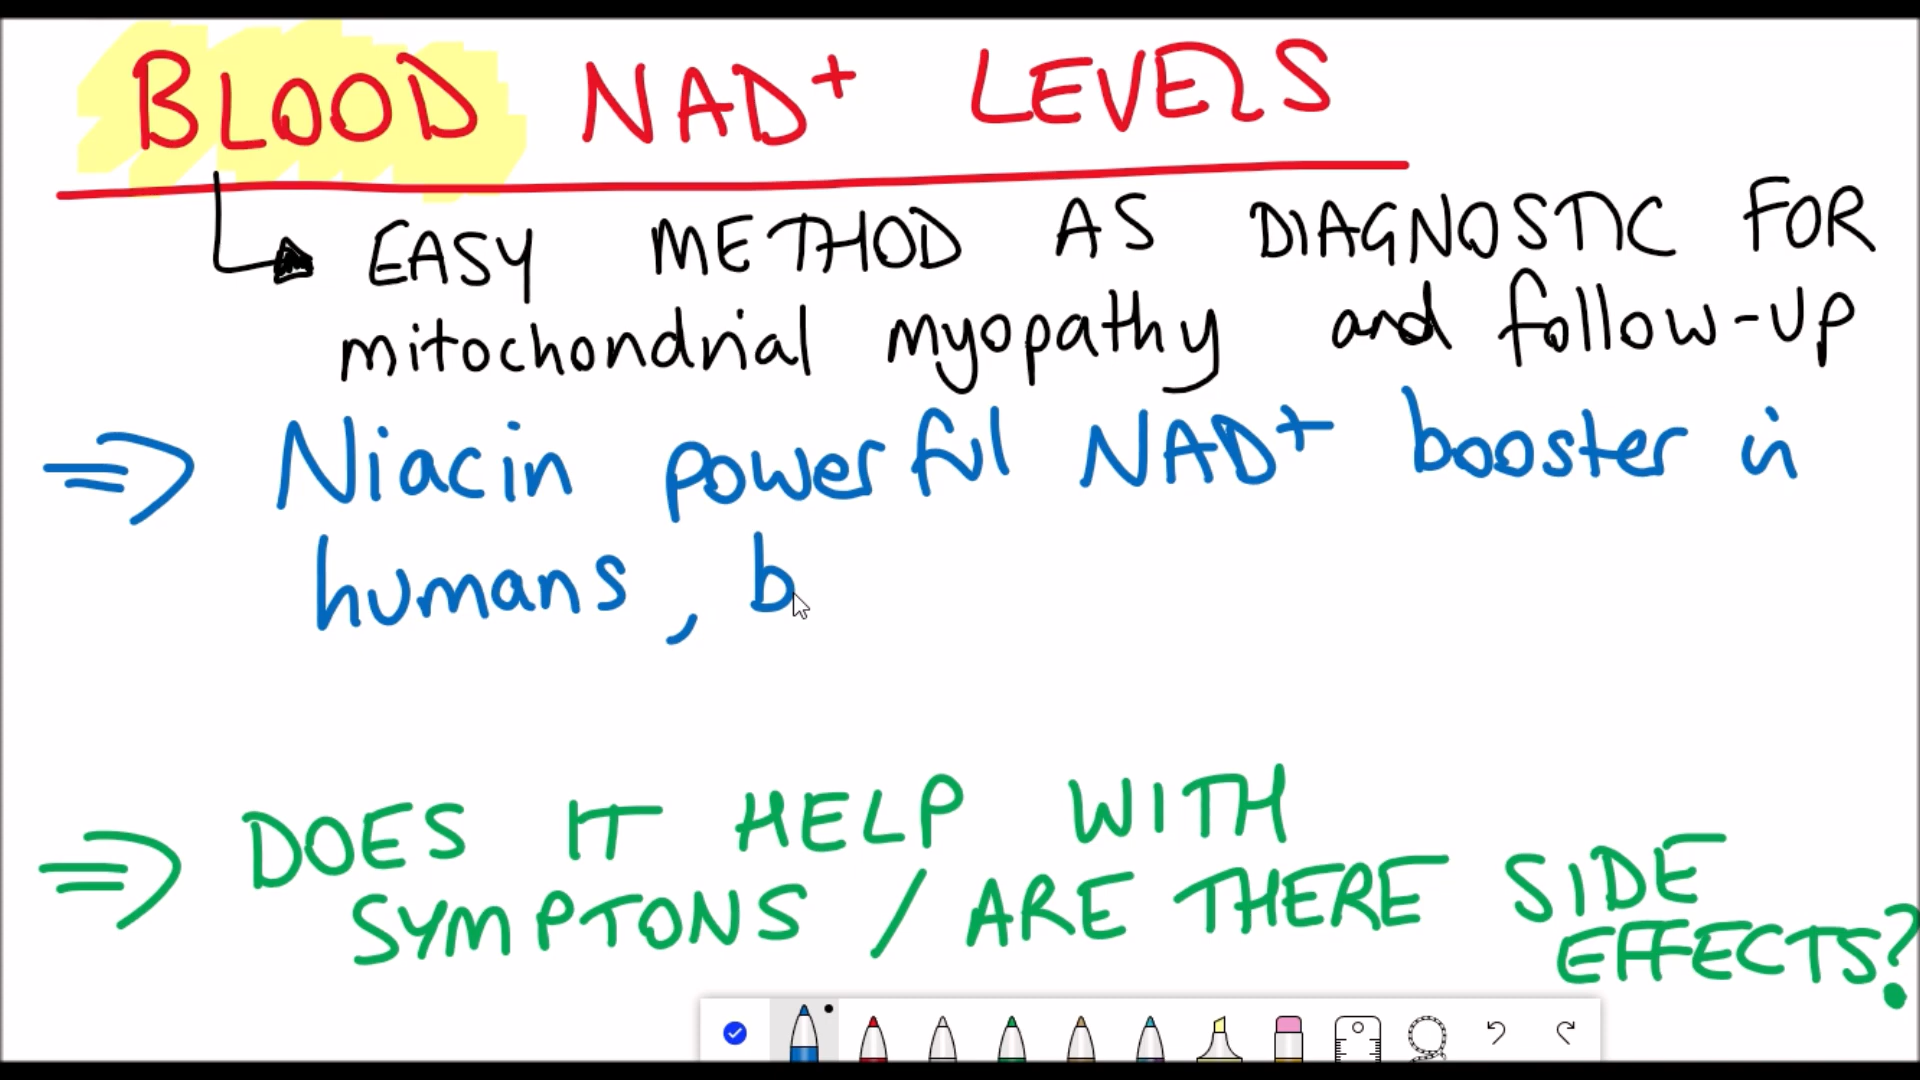 BLOOD NAD+ LEVELS
EASY METHOD AS DIAGNOSTIC FOR
mitochondrial myopathy and follow-up
Niacin powerful NAD+ booster in
humans, b
DOES IT HELP WITH
SYMPTONS / ARE THERE SIDE
EFFECTS?